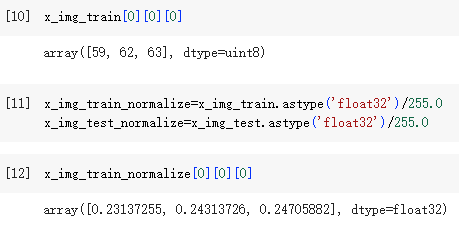 [10] x_img_train[0][0][0]
array([59, 62, 63], dtype=uint8)
[11] x_img_train_normalize=x_img_train.astype('float32')/255.0
x_img_test_normalize=x_img_test.astype('float32')/255.0
[12] x_img_train_normalize[0][0][0]
array([0.23137255, 0.24313726, 0.24705882], dtype=float32)